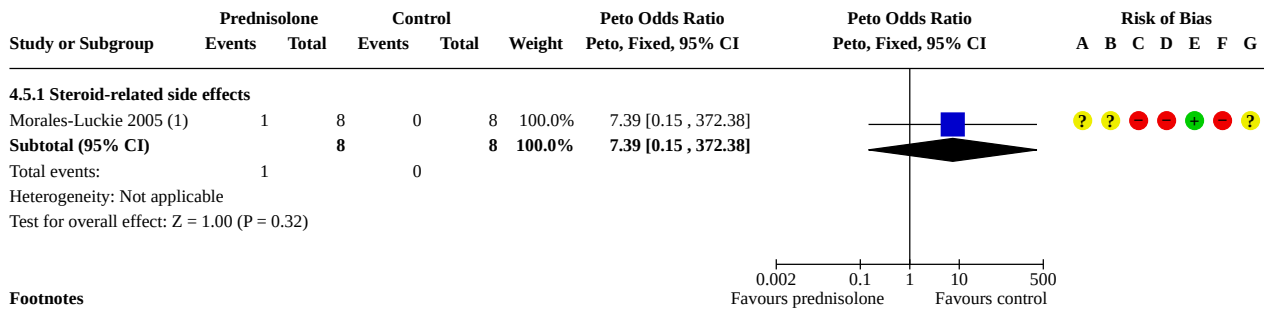 Prednisolone Control Peto Odds Ratio Peto Odds Ratio Risk of Bias
Study or Subgroup Events Total Events Total Weight Peto, Fixed, 95% CI Peto, Fixed, 95% CI A B C D E F G
4.5.1 Steroid-related side effects
Morales-Luckie 2005 (1) 1 8 0 8 100.0% 7.39 [0.15 , 372.38] ? ? − − + − ?
Subtotal (95% CI) 8 8 100.0% 7.39 [0.15 , 372.38]
Total events: 1 0
Heterogeneity: Not applicable
Test for overall effect: Z = 1.00 (P = 0.32)
0.002 0.1 1 10 500
Footnotes Favours prednisolone Favours control